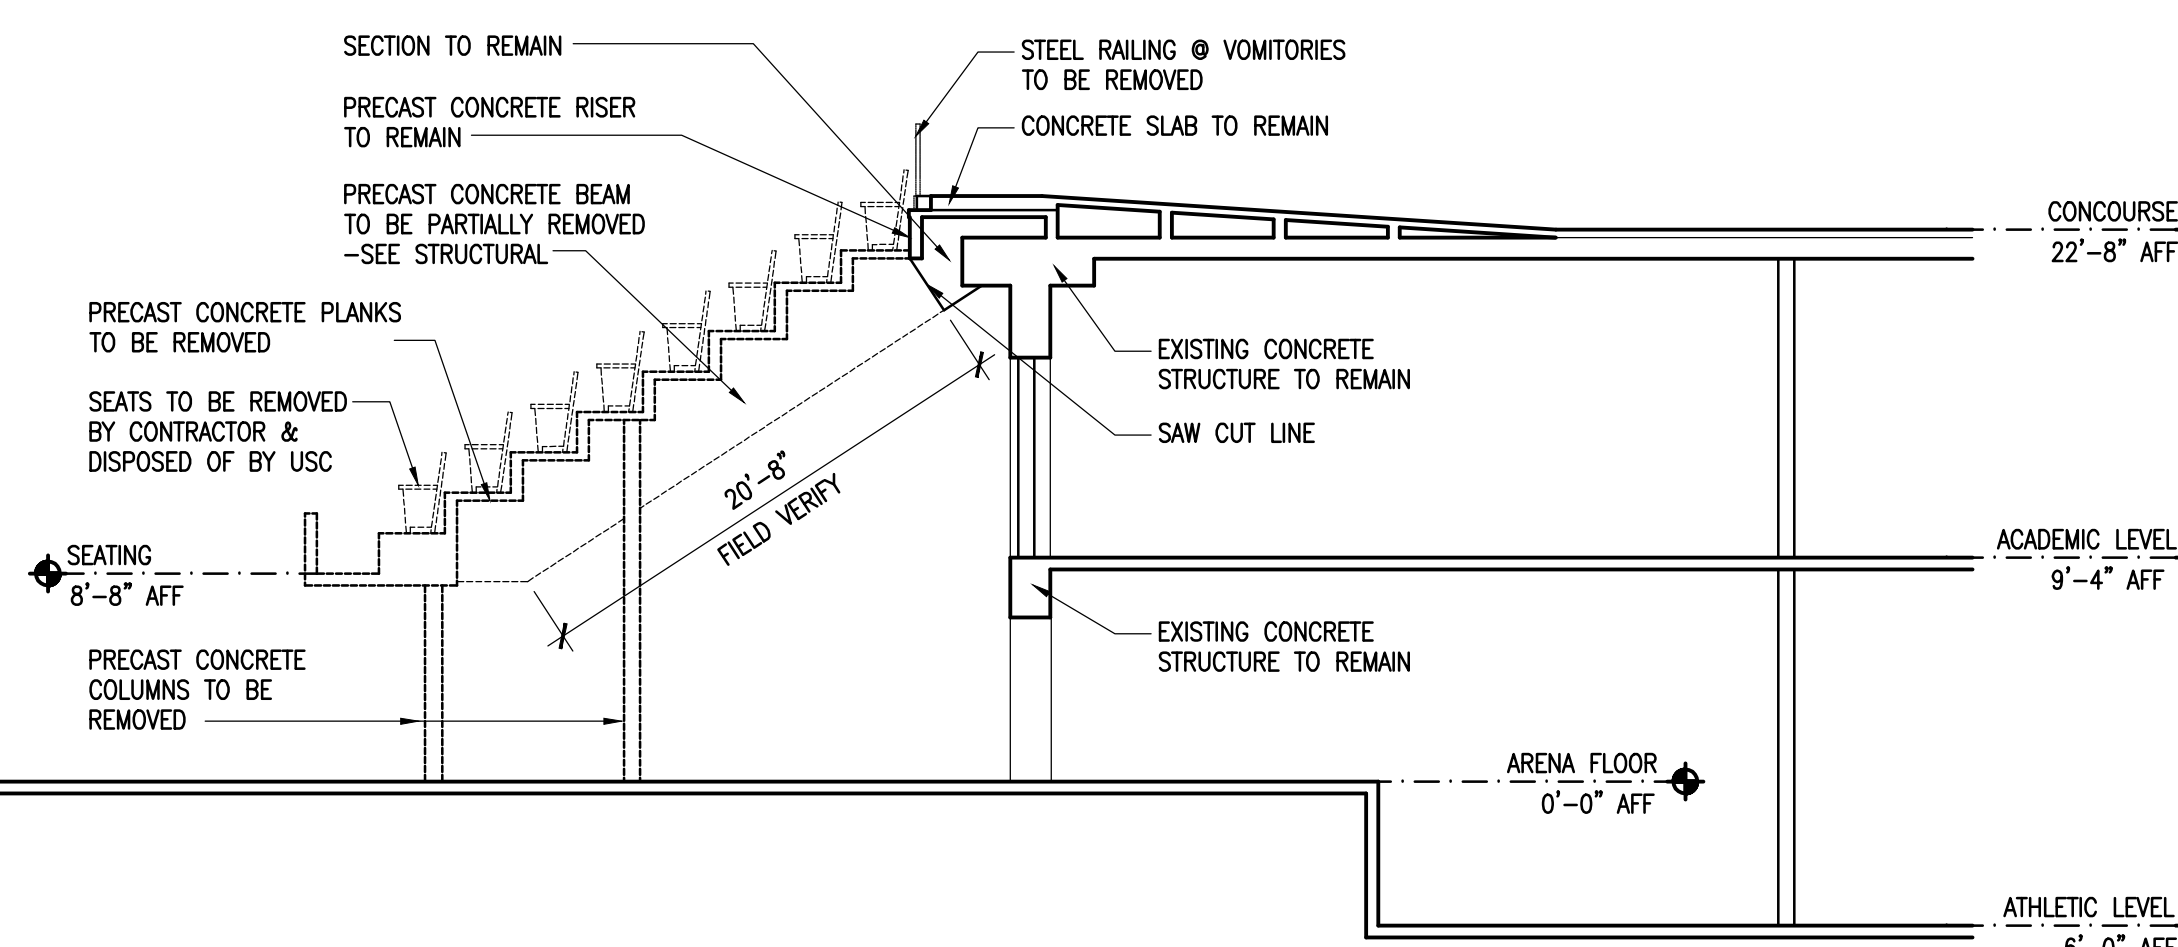 SECTION TO REMAIN
PRECAST CONCRETE RISER
TO REMAIN
PRECAST CONCRETE BEAM
TO BE PARTIALLY REMOVED
-SEE STRUCTURAL
PRECAST CONCRETE PLANKS
TO BE REMOVED
SEATS TO BE REMOVED
BY CONTRACTOR &
DISPOSED OF BY USC
SEATING
8'-8" AFF
PRECAST CONCRETE
COLUMNS TO BE
REMOVED
20'-8"
FIELD VERIFY
STEEL RAILING @ VOMITORIES
TO BE REMOVED
CONCRETE SLAB TO REMAIN
EXISTING CONCRETE
STRUCTURE TO REMAIN
SAW CUT LINE
EXISTING CONCRETE
STRUCTURE TO REMAIN
CONCOURSE
22'-8" AFF
ACADEMIC LEVEL
9'-4" AFF
ARENA FLOOR
0'-0" AFF
ATHLETIC LEVEL
6'-0" AFF